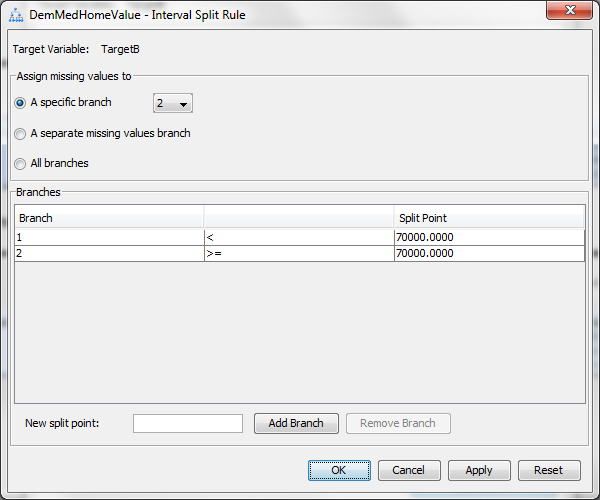 DemMedHomeValue - Interval Split Rule
Target Variable: TargetB
Assign missing values to
A specific branch 2
A separate missing values branch
All branches
Branches
Branch Split Point
1 < 70000.0000
2 >= 70000.0000
New split point: Add Branch Remove Branch
OK Cancel Apply Reset